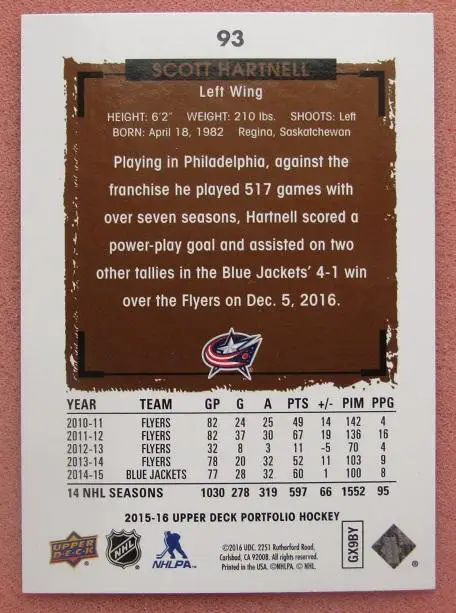 93
SCOTT HARTNELL
Left Wing
HEIGHT: 6'2" WEIGHT: 210 lbs. SHOOTS: Left
BORN: April 18, 1982 Regina, Saskatchewan
Playing in Philadelphia, against the
franchise he played 517 games with
over seven seasons, Hartnell scored a
power-play goal and assisted on two
other tallies in the Blue Jackets' 4-1 win
over the Flyers on Dec. 5, 2016.
YEAR TEAM GP G A PTS +/- PIM PPG
2010-11 FLYERS 82 24 25 49 14 142 4
2011-12 FLYERS 82 37 30 67 19 136 16
2012-13 FLYERS 32 8 3 11 -5 70 4
2013-14 FLYERS 78 20 32 52 11 103 9
2014-15 BLUE JACKETS 77 28 32 60 1 100 8
14 NHL SEASONS 1030 278 319 597 66 1552 95
2015-16 UPPER DECK PORTFOLIO HOCKEY
UPPER DECK NHL NHLPA
©2016 UDC. 2251 Rutherford Road,
Carlsbad, CA 92008. All rights reserved.
Printed in the USA. ©NHLPA. © NHL.
GX9BY